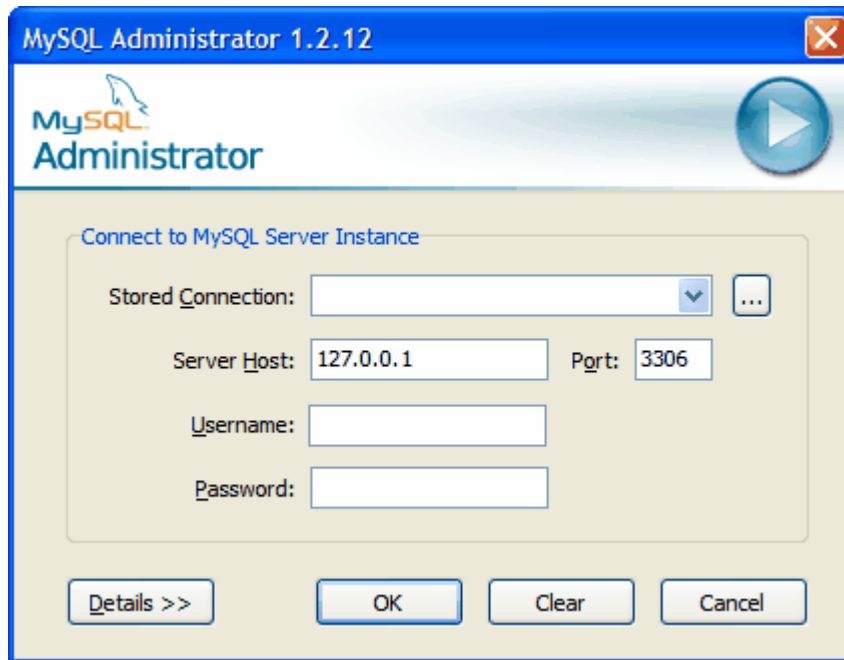 MySQL Administrator 1.2.12
MySQL
Administrator
Connect to MySQL Server Instance
Stored Connection:
...
Server Host: 127.0.0.1 Port: 3306
Username:
Password:
Details >> OK Clear Cancel